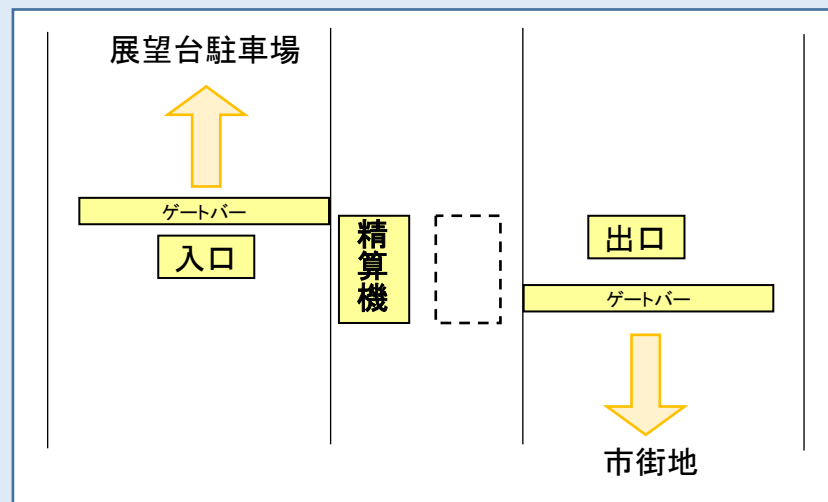 展望台駐車場
ゲートバー
入口
精算機
出口
ゲートバー
市街地